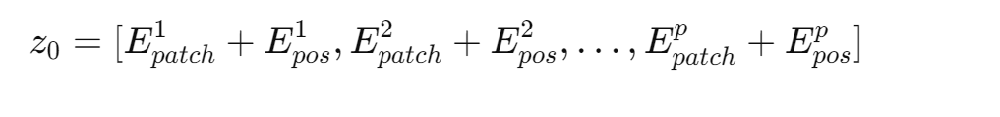 z_0 = [E_{patch}^1 + E_{pos}^1, E_{patch}^2 + E_{pos}^2, \ldots, E_{patch}^p + E_{pos}^p]